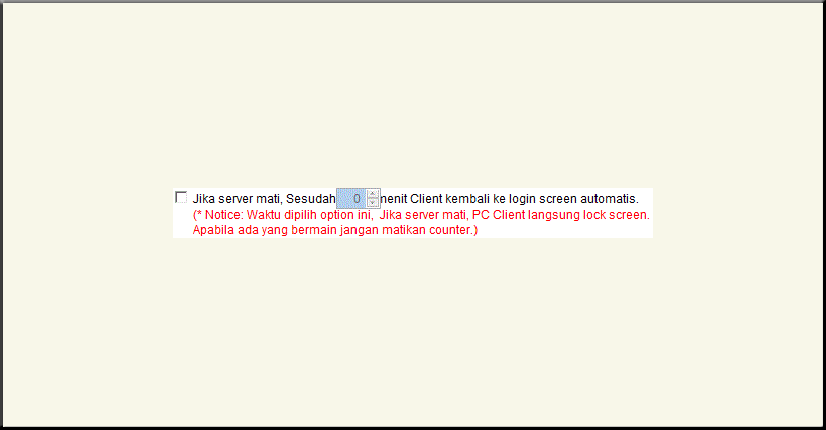 Jika server mati, Sesudah 0 menit Client kembali ke login screen automatis.
(* Notice: Waktu dipilih option ini, Jika server mati, PC Client langsung lock screen.
Apabila ada yang bermain jangan matikan counter.)